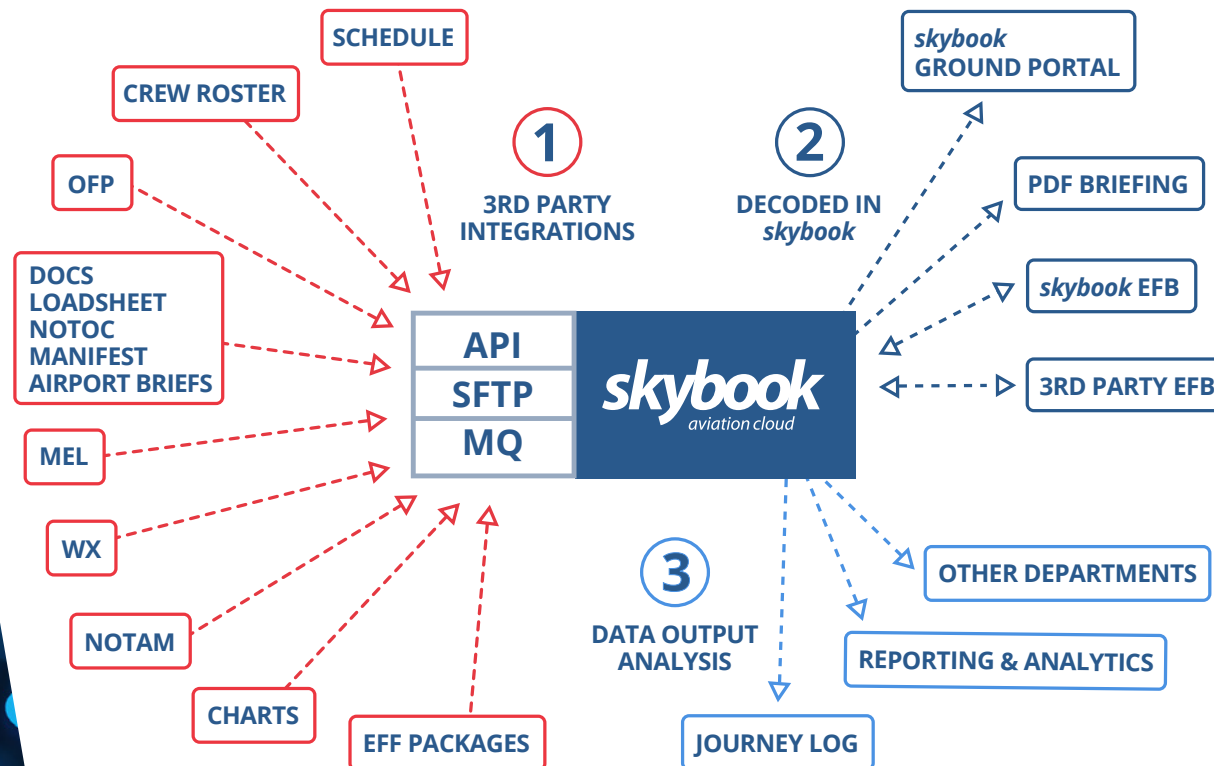 SCHEDULE
CREW ROSTER
OFP
DOCS
LOADSHEET
NOTOC
MANIFEST
AIRPORT BRIEFS
MEL
WX
NOTAM
CHARTS
EFF PACKAGES
1
3RD PARTY
INTEGRATIONS
API
SFTP
MQ
skybook
aviation cloud
2
DECODED IN
skybook
skybook
GROUND PORTAL
PDF BRIEFING
skybook EFB
3RD PARTY EFB
3
DATA OUTPUT
ANALYSIS
OTHER DEPARTMENTS
REPORTING & ANALYTICS
JOURNEY LOG